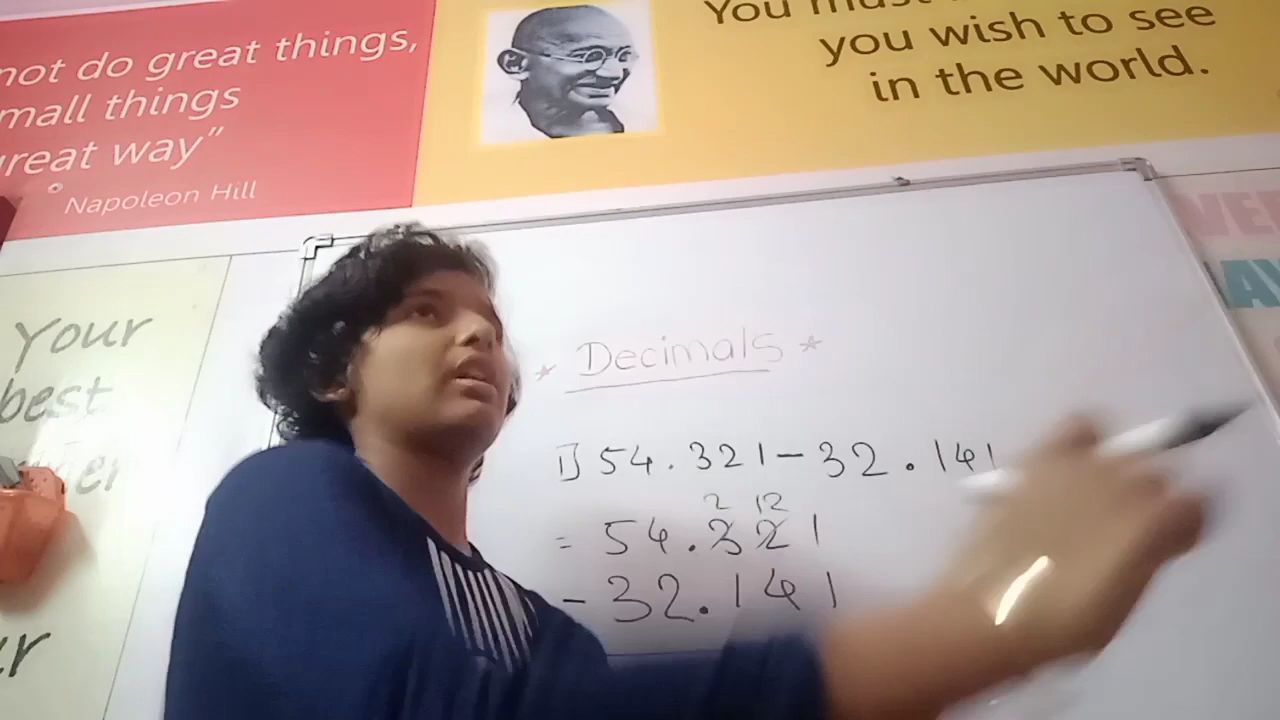 not do great things,
mall things
great way”
Napoleon Hill
You must
you wish to see
in the world.
Your
best
* Decimals *
1] 54.321 - 32.141
2 12
= 54.321
- 32.141